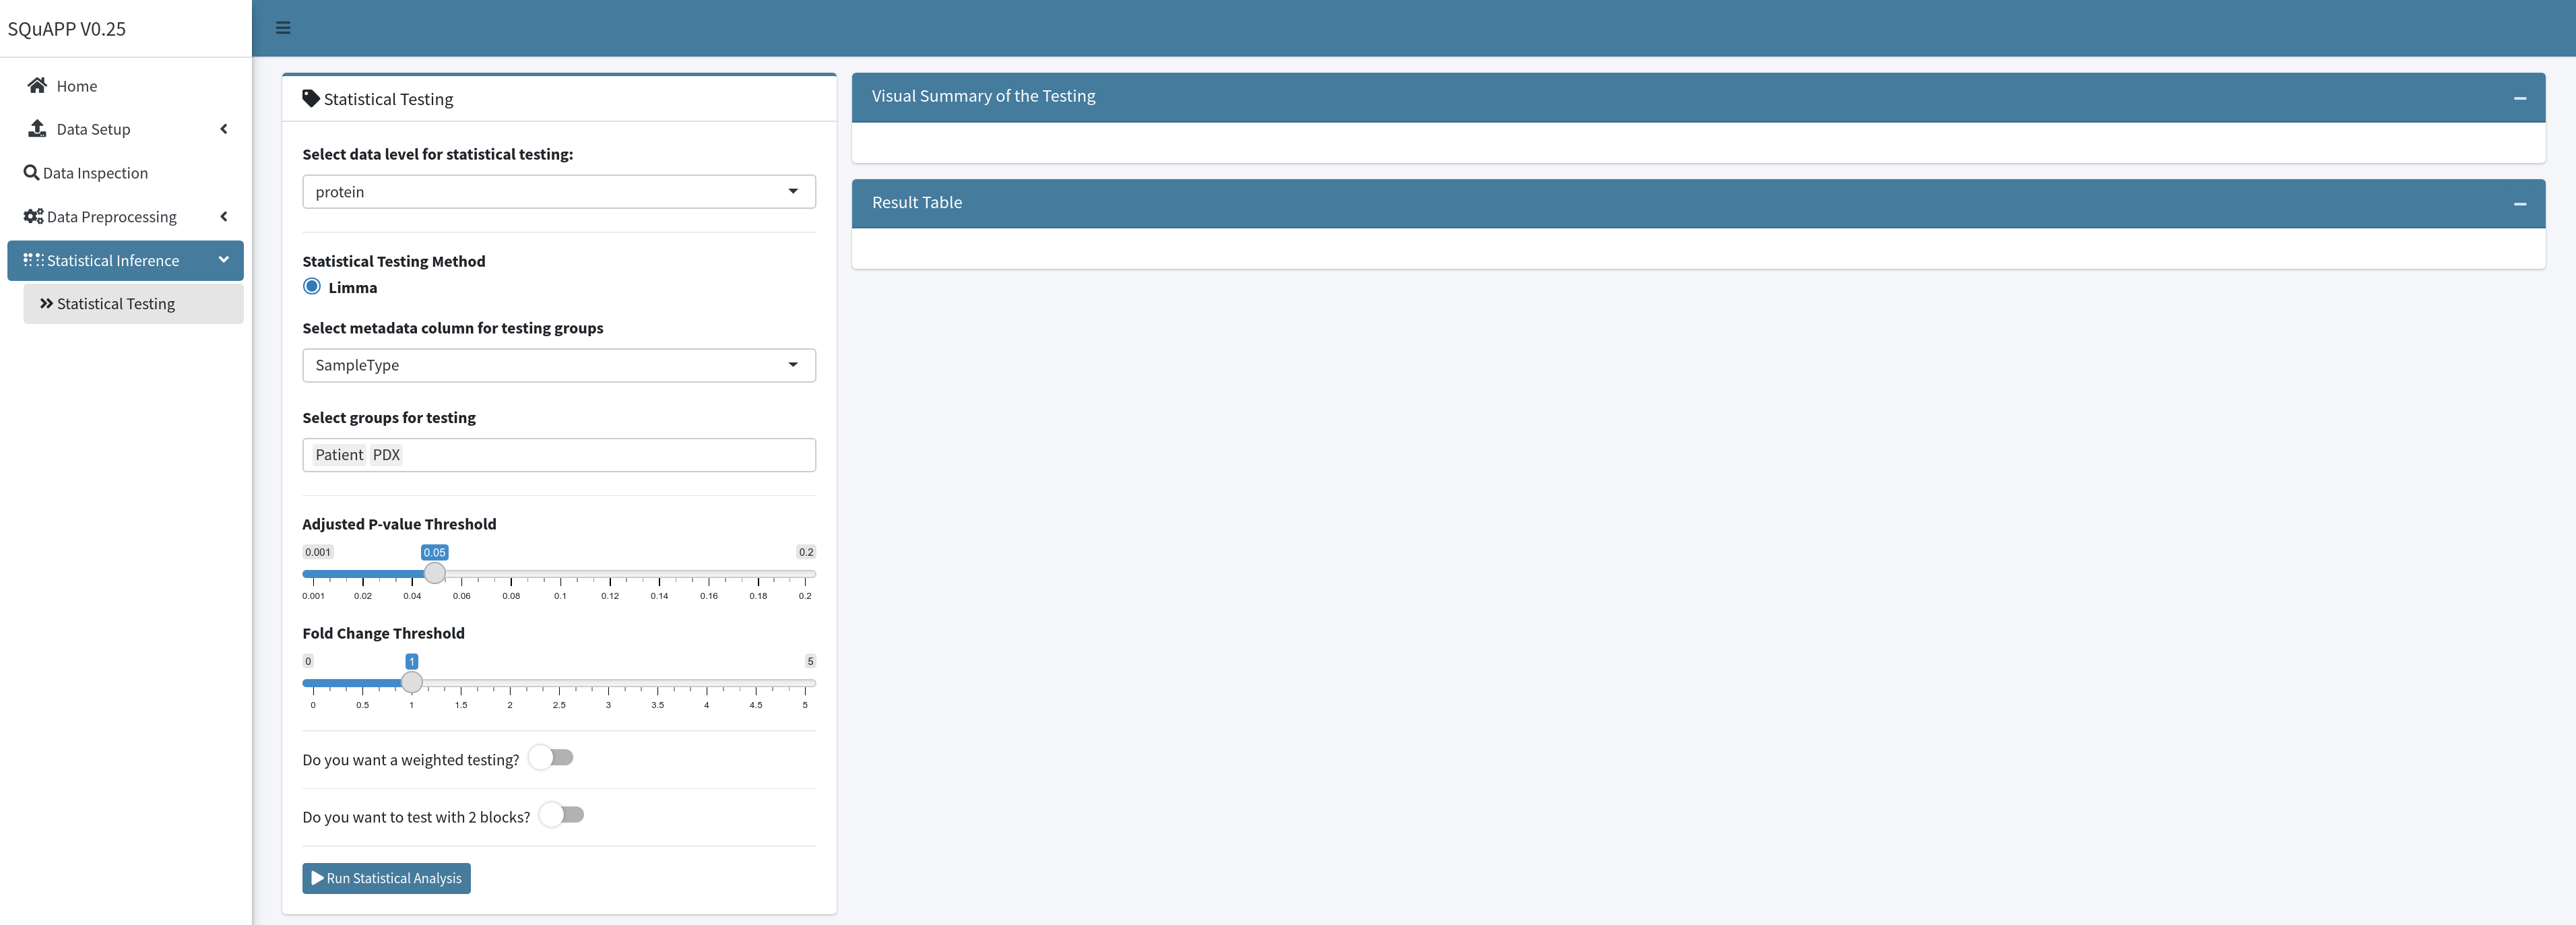 SQuAPP V0.25
Home
Data Setup
Data Inspection
Data Preprocessing
Statistical Inference
Statistical Testing
Statistical Testing
Select data level for statistical testing:
protein
Statistical Testing Method
Limma
Select metadata column for testing groups
SampleType
Select groups for testing
Patient PDX
Adjusted P-value Threshold
0.001 0.05 0.2
0.001 0.02 0.04 0.06 0.08 0.1 0.12 0.14 0.16 0.18 0.2
Fold Change Threshold
0 1 5
0 0.5 1 1.5 2 2.5 3 3.5 4 4.5 5
Do you want a weighted testing?
Do you want to test with 2 blocks?
Run Statistical Analysis
Visual Summary of the Testing
Result Table